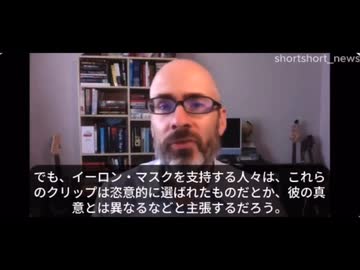 shortshort_news
でも、イーロン・マスクを支持する人々は、これら
のクリップは恣意的に選ばれたものだとか、彼の真
意とは異なるなどと主張するだろう。